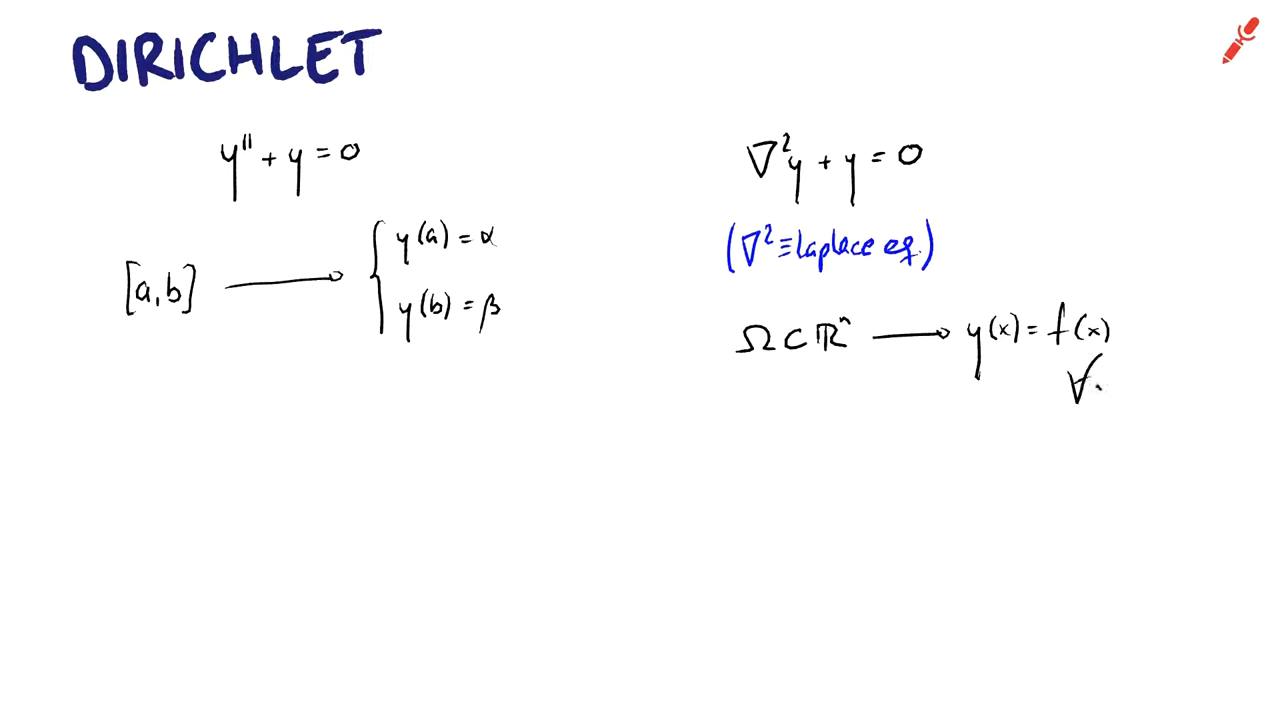 DIRICHLET
y'' + y = 0
[a,b] → { y(a) = α
y(b) = β
∇²y + y = 0
(∇² ≡ laplace eq.)
Ω ⊂ ℝⁿ → y(x) = f(x)
∀